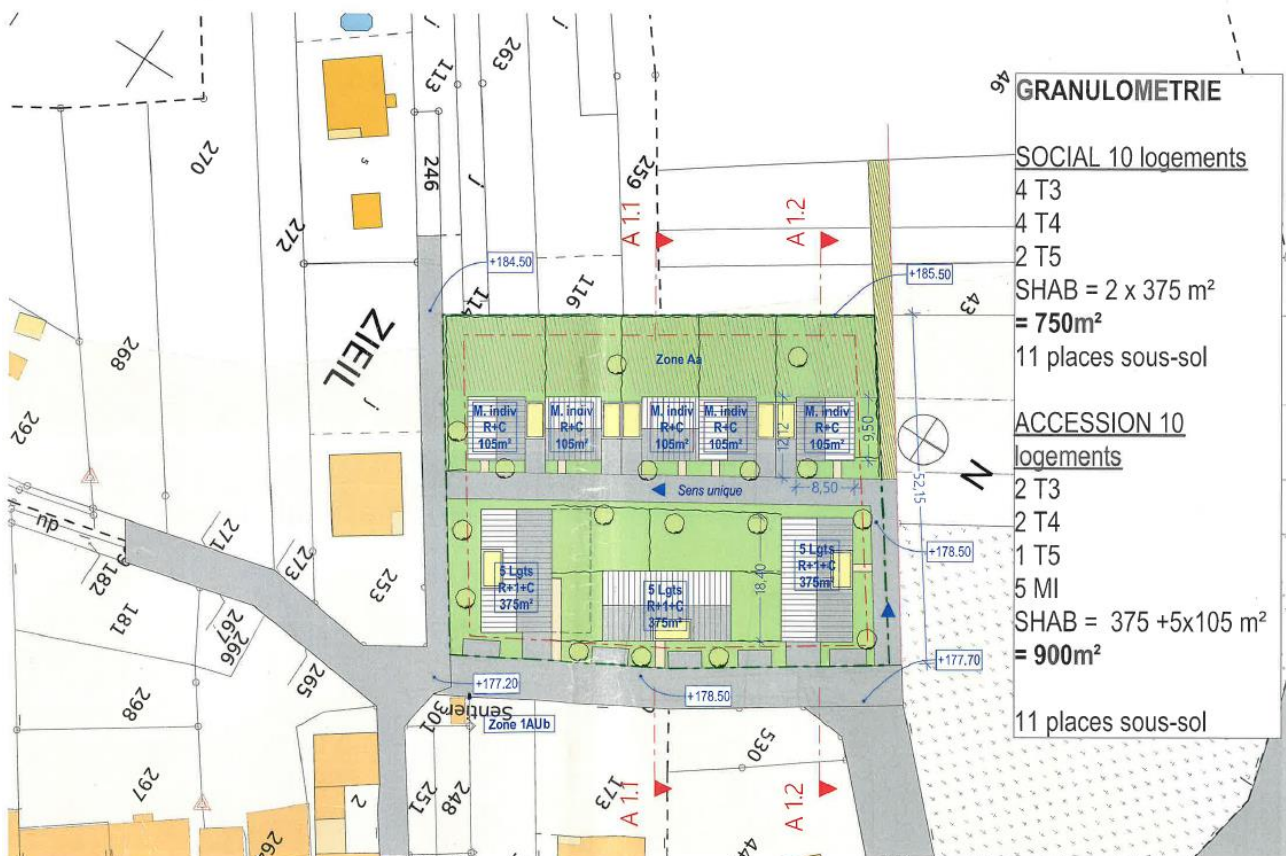 GRANULOMETRIE
SOCIAL 10 logements
4 T3
4 T4
2 T5
SHAB = 2 x 375 m²
= 750m²
11 places sous-sol
ACCESSION 10
logements
2 T3
2 T4
1 T5
5 MI
SHAB = 375 +5x105 m²
= 900m²
11 places sous-sol
46
263
113
j
j
j
270
246
259
5
A 1.1
A 1.2
272
+184.50
+185.50
114
116
43
ZIEIL
j
268
292
Zone Aa
M. indiv
R+C
105m²
M. indiv
R+C
105m²
M. indiv
R+C
105m²
M. indiv
R+C
105m²
M. indiv
R+C
105m²
12,12
9,50
8,50
52,15
N
Sens unique
np
182
271
273
253
181
267
266
265
5 Lgts
R+1+C
375m²
5 Lgts
R+1+C
375m²
5 Lgts
R+1+C
375m²
18,40
+178.50
+177.70
+177.20
+178.50
298
Sentier
301
Zone 1AUb
530
297
2
251
248
173
A 1.1
A 1.2
44